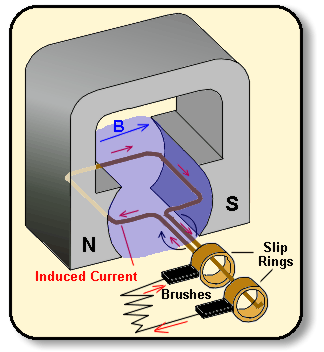 B
N
S
Slip
Rings
Induced Current
Brushes